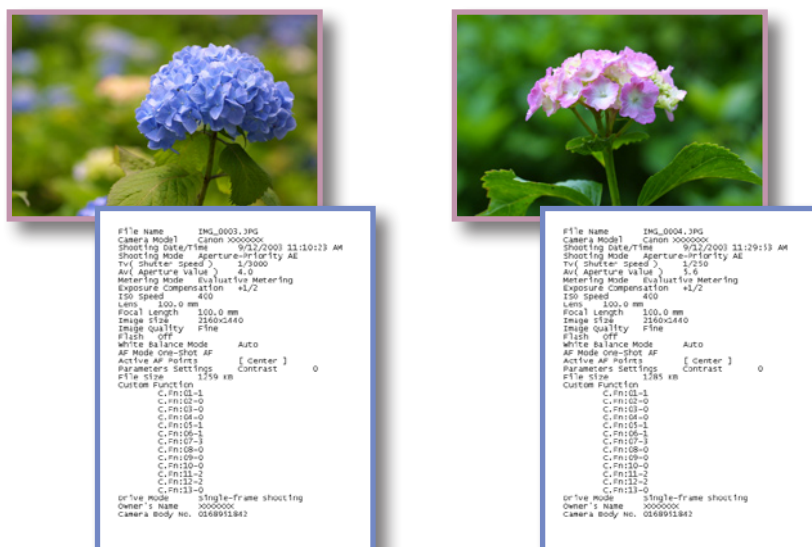 File Name IMG_0003.JPG
Camera Model Canon XXXXXXX
Shooting Date/Time 9/12/2003 11:10:23 AM
Shooting Mode Aperture-Priority AE
Tv( Shutter Speed ) 1/3000
Av( Aperture Value ) 4.0
Metering Mode Evaluative Metering
Exposure Compensation +1/2
ISO Speed 400
Lens 100.0 mm
Focal Length 100.0 mm
Image Size 2160x1440
Image Quality Fine
Flash Off
White Balance Mode Auto
AF Mode One-Shot AF
Active AF Points [ Center ]
Parameters Settings Contrast 0
File Size 1259 KB
Custom Function
C.Fn:01-1
C.Fn:02-0
C.Fn:03-0
C.Fn:04-0
C.Fn:05-1
C.Fn:06-1
C.Fn:07-3
C.Fn:08-0
C.Fn:09-0
C.Fn:10-0
C.Fn:11-2
C.Fn:12-2
C.Fn:13-0
Drive Mode Single-frame shooting
Owner's Name XXXXXXX
Camera Body No. 0168951842
File Name IMG_0004.JPG
Camera Model Canon XXXXXXX
Shooting Date/Time 9/12/2003 11:29:53 AM
Shooting Mode Aperture-Priority AE
Tv( Shutter Speed ) 1/250
Av( Aperture Value ) 5.6
Metering Mode Evaluative Metering
Exposure Compensation +1/2
ISO Speed 400
Lens 100.0 mm
Focal Length 100.0 mm
Image Size 2160x1440
Image Quality Fine
Flash Off
White Balance Mode Auto
AF Mode One-Shot AF
Active AF Points [ Center ]
Parameters Settings Contrast 0
File Size 1285 KB
Custom Function
C.Fn:01-1
C.Fn:02-0
C.Fn:03-0
C.Fn:04-0
C.Fn:05-1
C.Fn:06-1
C.Fn:07-3
C.Fn:08-0
C.Fn:09-0
C.Fn:10-0
C.Fn:11-2
C.Fn:12-2
C.Fn:13-0
Drive Mode Single-frame shooting
Owner's Name XXXXXXX
Camera Body No. 0168951842